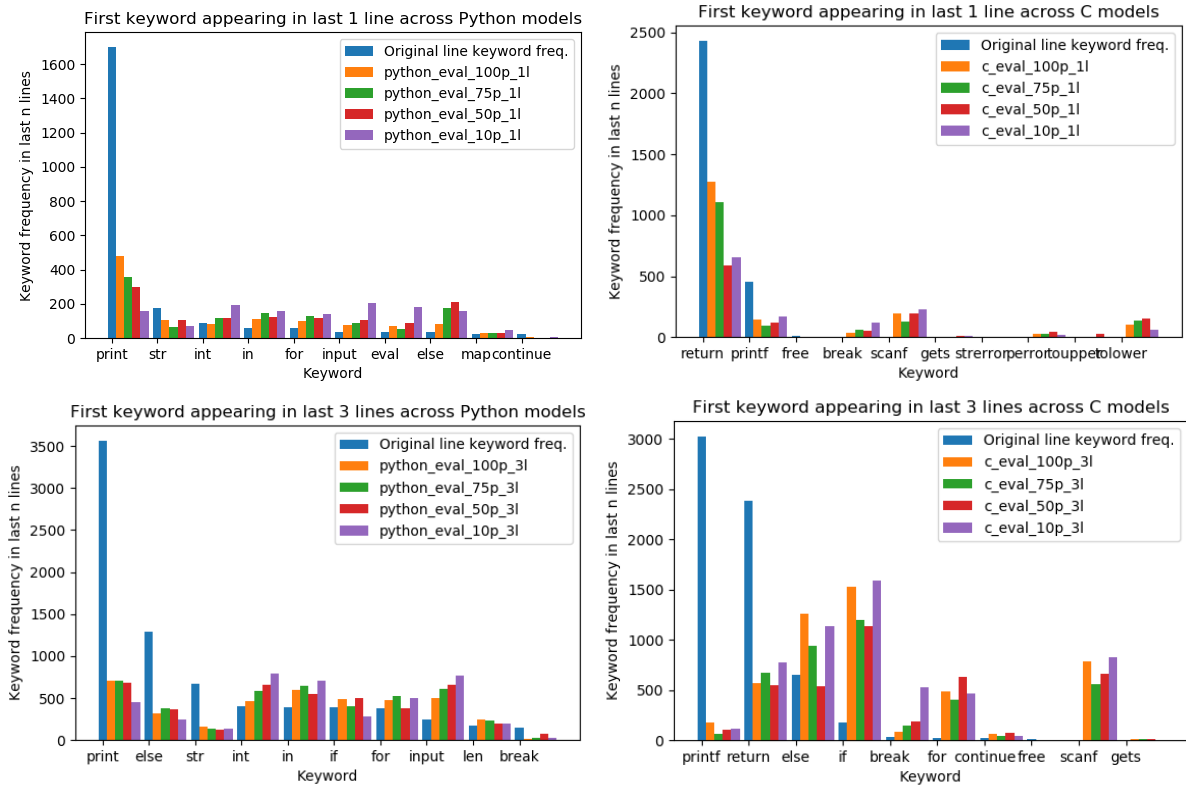 First keyword appearing in last 1 line across Python models
Keyword frequency in last n lines
1600
1400
1200
1000
800
600
400
200
0
Original line keyword freq.
python_eval_100p_1l
python_eval_75p_1l
python_eval_50p_1l
python_eval_10p_1l
print str int in for input eval else map continue
Keyword
First keyword appearing in last 1 line across C models
Keyword frequency in last n lines
2500
2000
1500
1000
500
0
Original line keyword freq.
c_eval_100p_1l
c_eval_75p_1l
c_eval_50p_1l
c_eval_10p_1l
return printf free break scanf gets strerror perror toupper tolower
Keyword
First keyword appearing in last 3 lines across Python models
Keyword frequency in last n lines
3500
3000
2500
2000
1500
1000
500
0
Original line keyword freq.
python_eval_100p_3l
python_eval_75p_3l
python_eval_50p_3l
python_eval_10p_3l
print else str int in if for input len break
Keyword
First keyword appearing in last 3 lines across C models
Keyword frequency in last n lines
3000
2500
2000
1500
1000
500
0
Original line keyword freq.
c_eval_100p_3l
c_eval_75p_3l
c_eval_50p_3l
c_eval_10p_3l
printf return else if break for continue free scanf gets
Keyword